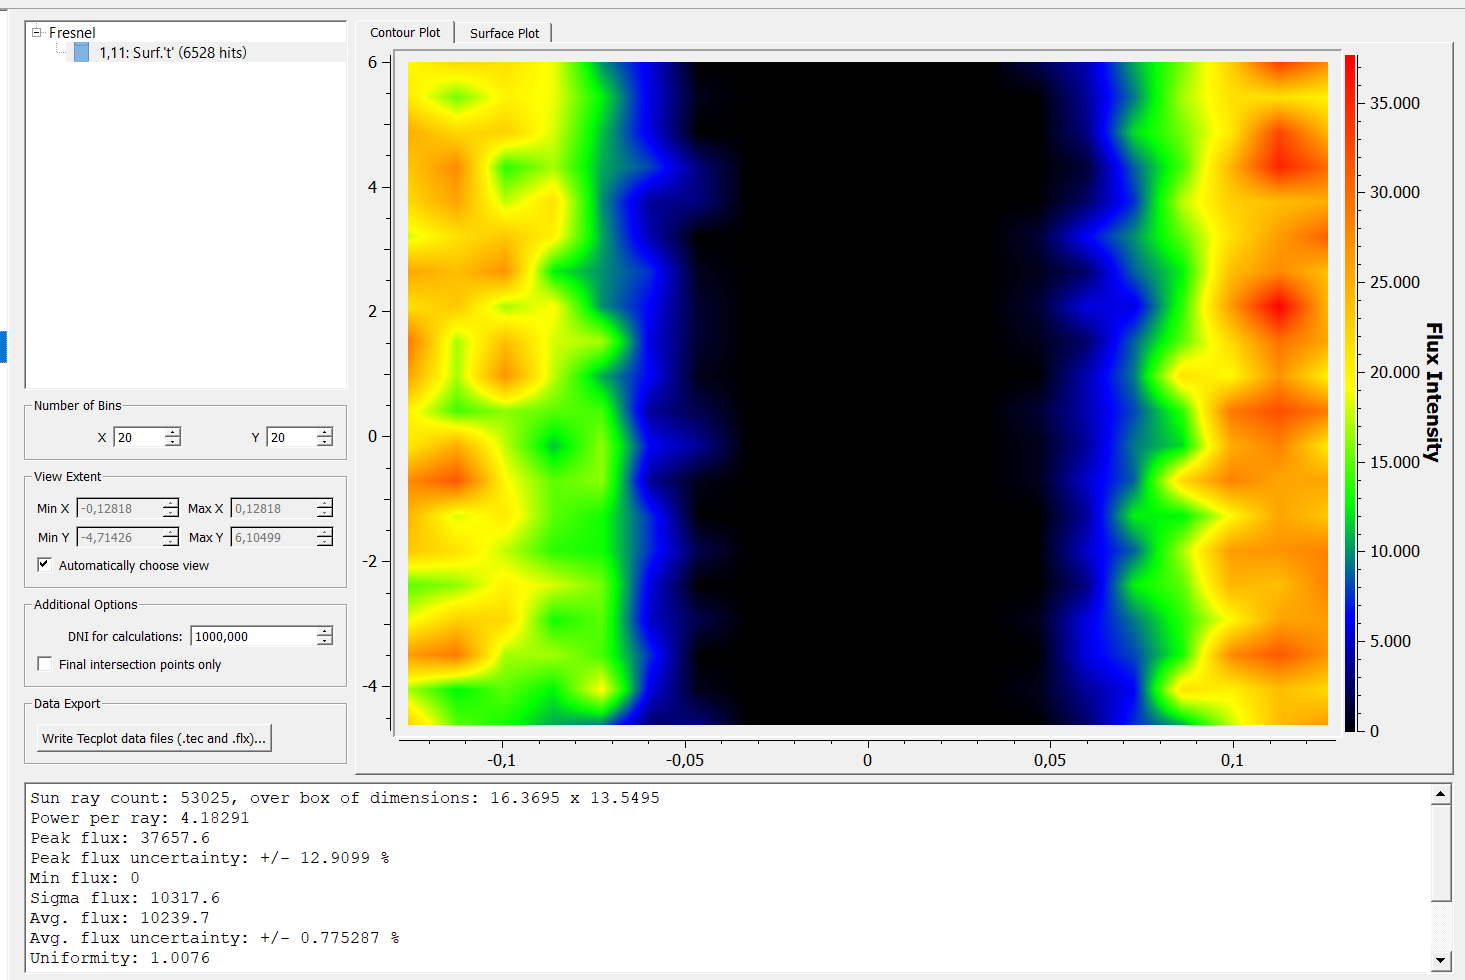 Fresnel
1,11: Surf.'t' (6528 hits)
Number of Bins
X 20 Y 20
View Extent
Min X -0,12818 Max X 0,12818
Min Y -4,71426 Max Y 6,10499
Automatically choose view
Additional Options
DNI for calculations: 1000,000
Final intersection points only
Data Export
Write Tecplot data files (.tec and .flx)...
Contour Plot Surface Plot
6
4
2
0
-2
-4
-0,1 -0,05 0 0,05 0,1
35.000
30.000
25.000
20.000
15.000
10.000
5.000
0
Flux Intensity
Sun ray count: 53025, over box of dimensions: 16.3695 x 13.5495
Power per ray: 4.18291
Peak flux: 37657.6
Peak flux uncertainty: +/- 12.9099 %
Min flux: 0
Sigma flux: 10317.6
Avg. flux: 10239.7
Avg. flux uncertainty: +/- 0.775287 %
Uniformity: 1.0076